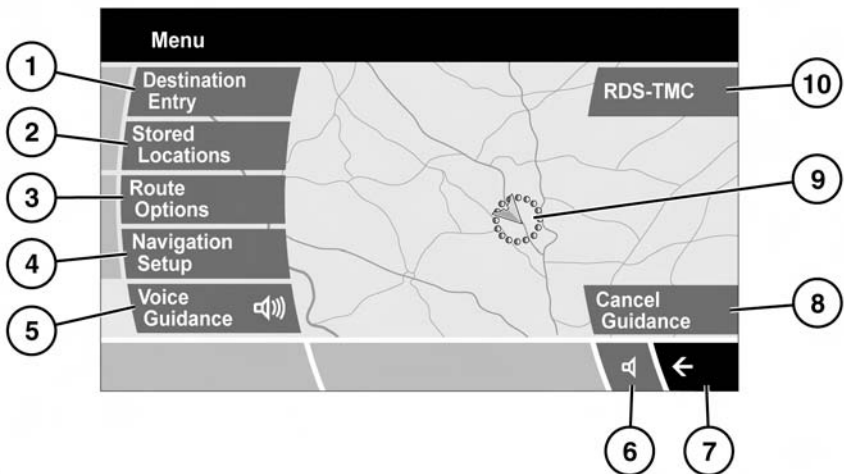 Menu
1
Destination
Entry
2
Stored
Locations
3
Route
Options
4
Navigation
Setup
5
Voice
Guidance
RDS-TMC
10
9
Cancel
Guidance
8
6
7